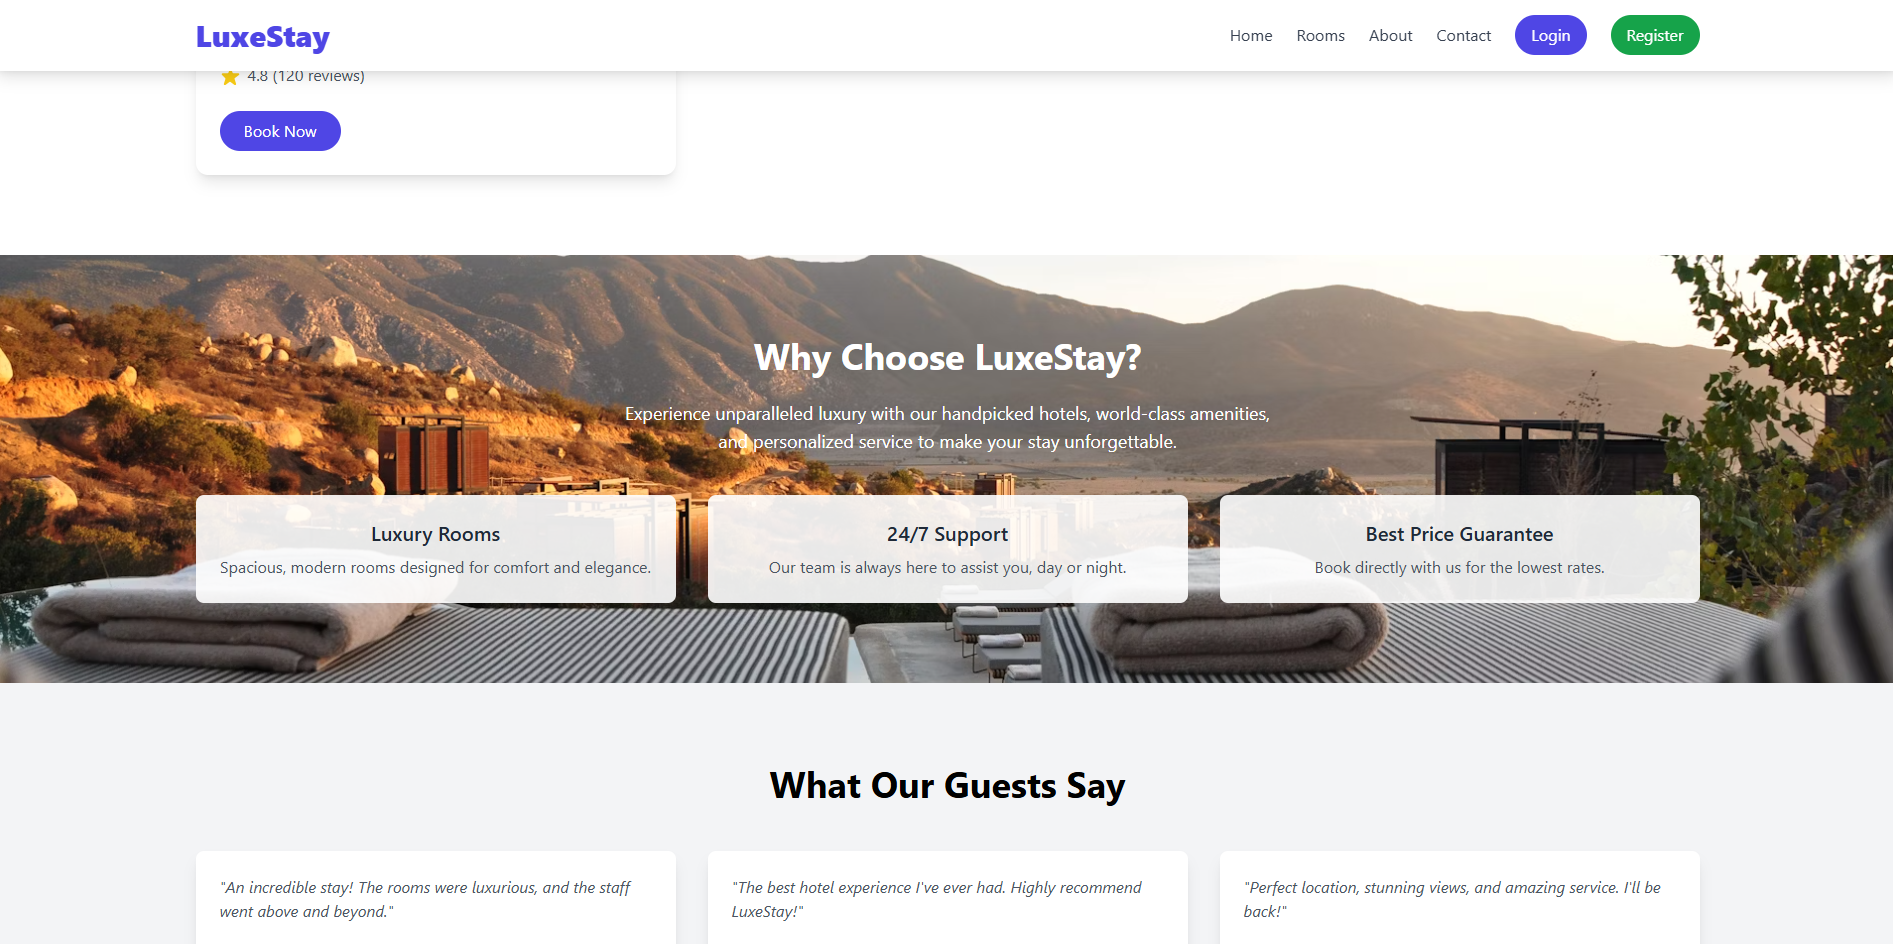 LuxeStay
Home Rooms About Contact Login Register
4.8 (120 reviews)
Book Now
Why Choose LuxeStay?
Experience unparalleled luxury with our handpicked hotels, world-class amenities,
and personalized service to make your stay unforgettable.
Luxury Rooms
Spacious, modern rooms designed for comfort and elegance.
24/7 Support
Our team is always here to assist you, day or night.
Best Price Guarantee
Book directly with us for the lowest rates.
What Our Guests Say
"An incredible stay! The rooms were luxurious, and the staff
went above and beyond."
"The best hotel experience I've ever had. Highly recommend
LuxeStay!"
"Perfect location, stunning views, and amazing service. I'll be
back!"